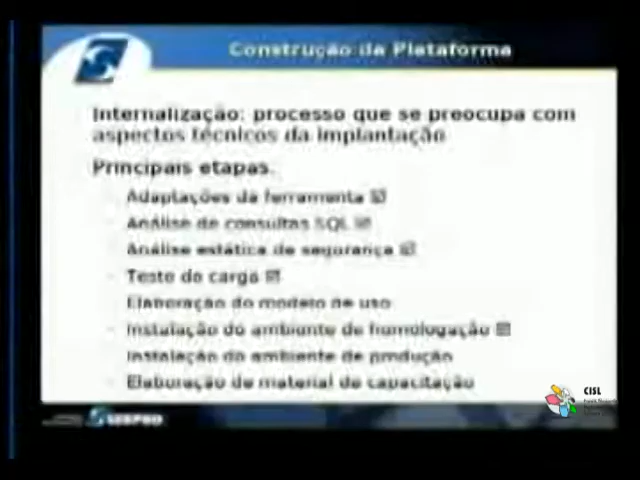 Construção da Plataforma
Internalização: processo que se preocupa com
aspectos técnicos da implantação
Principais etapas:
Adaptações da ferramenta ☑
Análise de consultas SQL ☑
Análise estática de segurança ☑
Teste de carga ☑
Elaboração do modelo de uso
Instalação do ambiente de homologação ☑
Instalação do ambiente de produção
Elaboração de material de capacitação
SERPRO
CISL